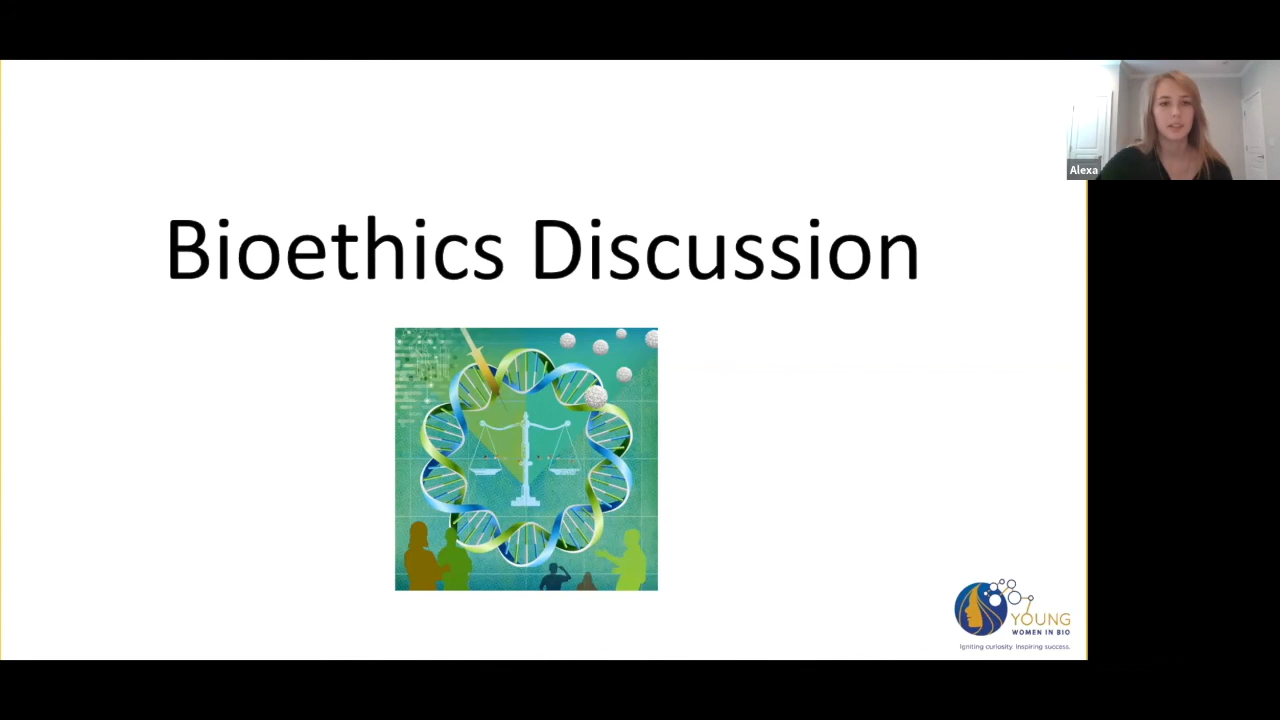 Alexa
Bioethics Discussion
YOUNG
WOMEN IN BIO
Igniting curiosity. Inspiring success.